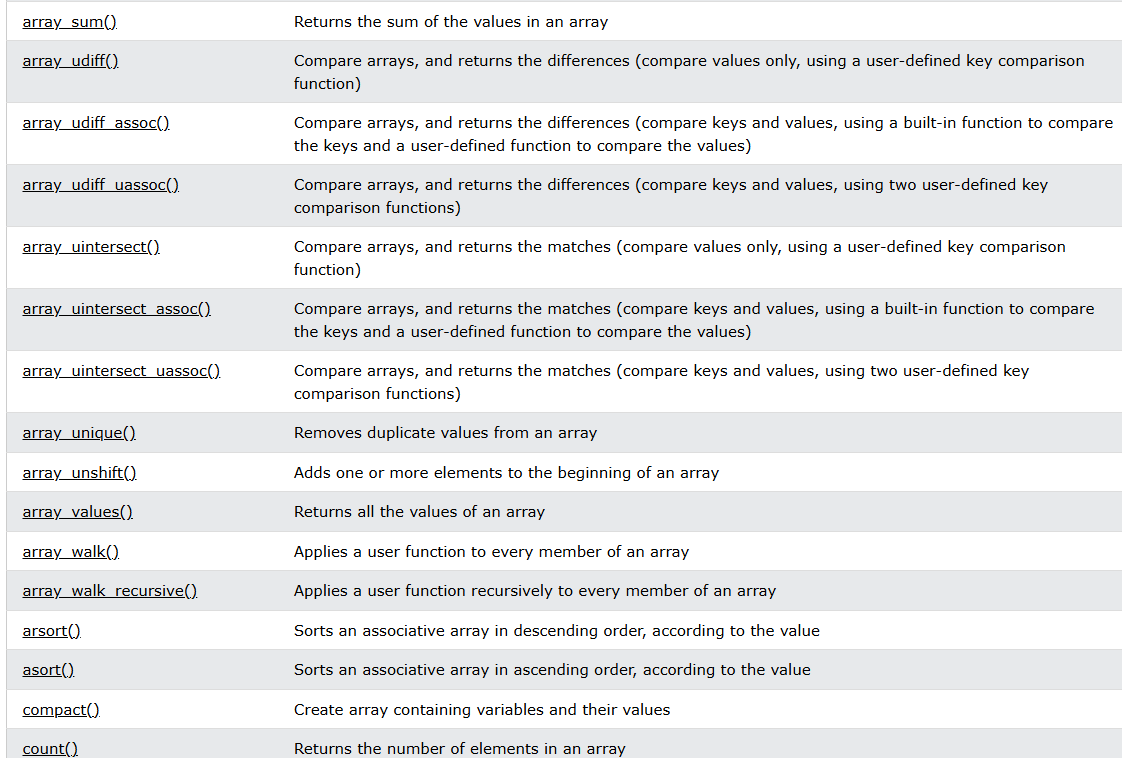 array_sum() Returns the sum of the values in an array
array_udiff() Compare arrays, and returns the differences (compare values only, using a user-defined key comparison
function)
array_udiff_assoc() Compare arrays, and returns the differences (compare keys and values, using a built-in function to compare
the keys and a user-defined function to compare the values)
array_udiff_uassoc() Compare arrays, and returns the differences (compare keys and values, using two user-defined key
comparison functions)
array_uintersect() Compare arrays, and returns the matches (compare values only, using a user-defined key comparison
function)
array_uintersect_assoc() Compare arrays, and returns the matches (compare keys and values, using a built-in function to compare
the keys and a user-defined function to compare the values)
array_uintersect_uassoc() Compare arrays, and returns the matches (compare keys and values, using two user-defined key
comparison functions)
array_unique() Removes duplicate values from an array
array_unshift() Adds one or more elements to the beginning of an array
array_values() Returns all the values of an array
array_walk() Applies a user function to every member of an array
array_walk_recursive() Applies a user function recursively to every member of an array
arsort() Sorts an associative array in descending order, according to the value
asort() Sorts an associative array in ascending order, according to the value
compact() Create array containing variables and their values
count() Returns the number of elements in an array